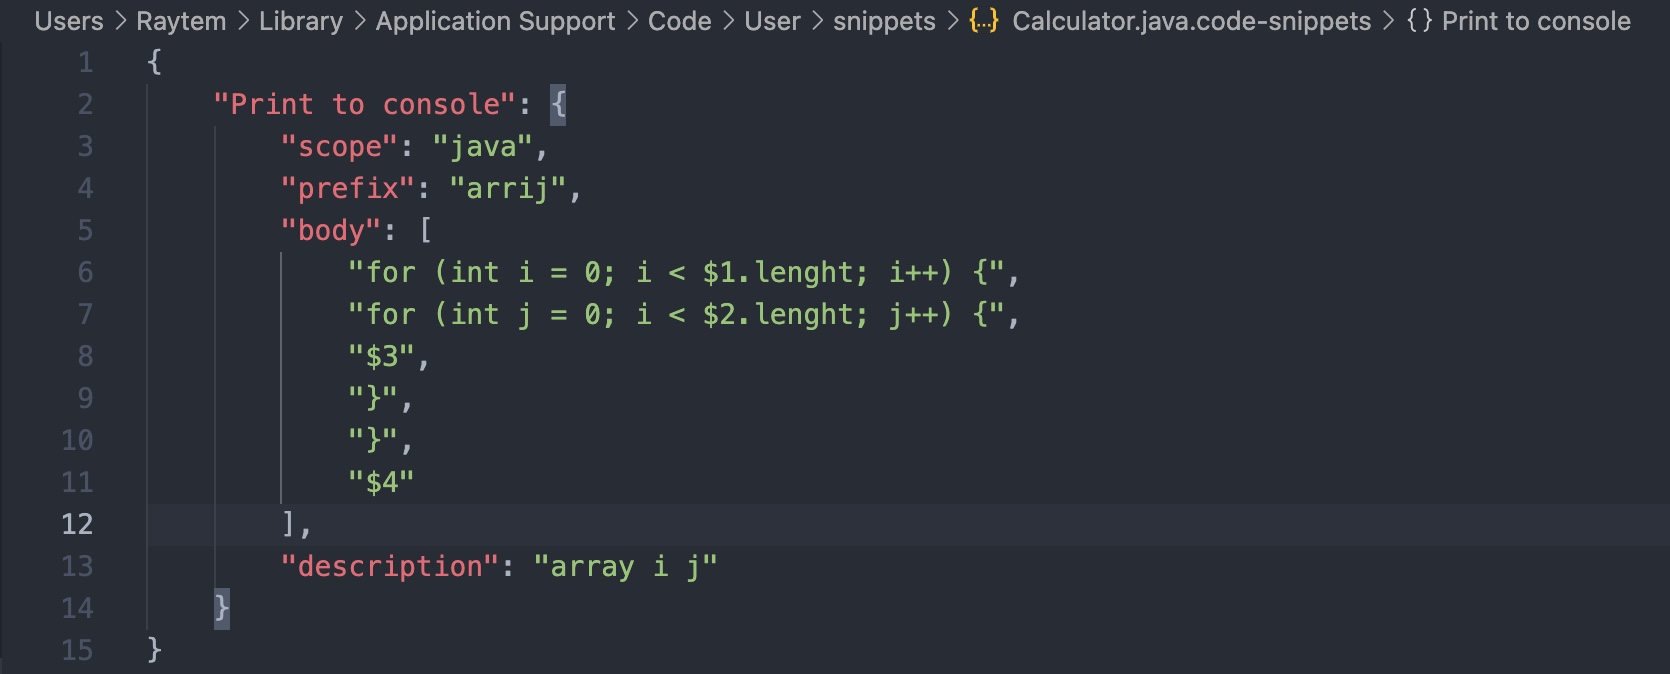 Users > Raytem > Library > Application Support > Code > User > snippets > {...} Calculator.java.code-snippets > {} Print to console
1 {
2     "Print to console": {
3         "scope": "java",
4         "prefix": "arrij",
5         "body": [
6             "for (int i = 0; i < $1.lenght; i++) {",
7             "for (int j = 0; i < $2.lenght; j++) {",
8             "$3",
9             "}",
10             "}",
11             "$4"
12         ],
13         "description": "array i j"
14     }
15 }